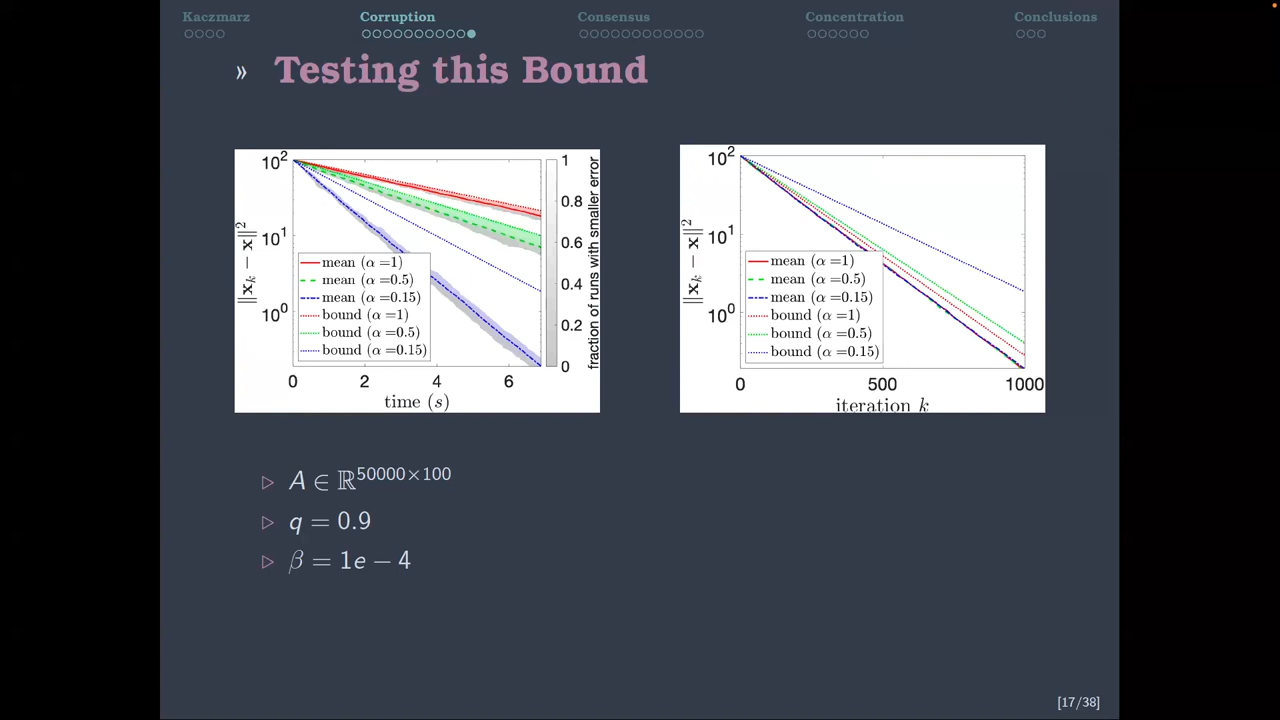 Kaczmarz Corruption Consensus Concentration Conclusions
» Testing this Bound
10^2
10^1
10^0
‖x_k − x‖^2
mean (α =1)
mean (α =0.5)
mean (α =0.15)
bound (α =1)
bound (α =0.5)
bound (α =0.15)
0 2 4 6
time (s)
1
0.8
0.6
0.4
0.2
0
fraction of runs with smaller error
10^2
10^1
10^0
‖x_k − x‖^2
mean (α =1)
mean (α =0.5)
mean (α =0.15)
bound (α =1)
bound (α =0.5)
bound (α =0.15)
0 500 1000
iteration k
▷ A ∈ ℝ^50000×100
▷ q = 0.9
▷ β = 1e − 4
[17/38]